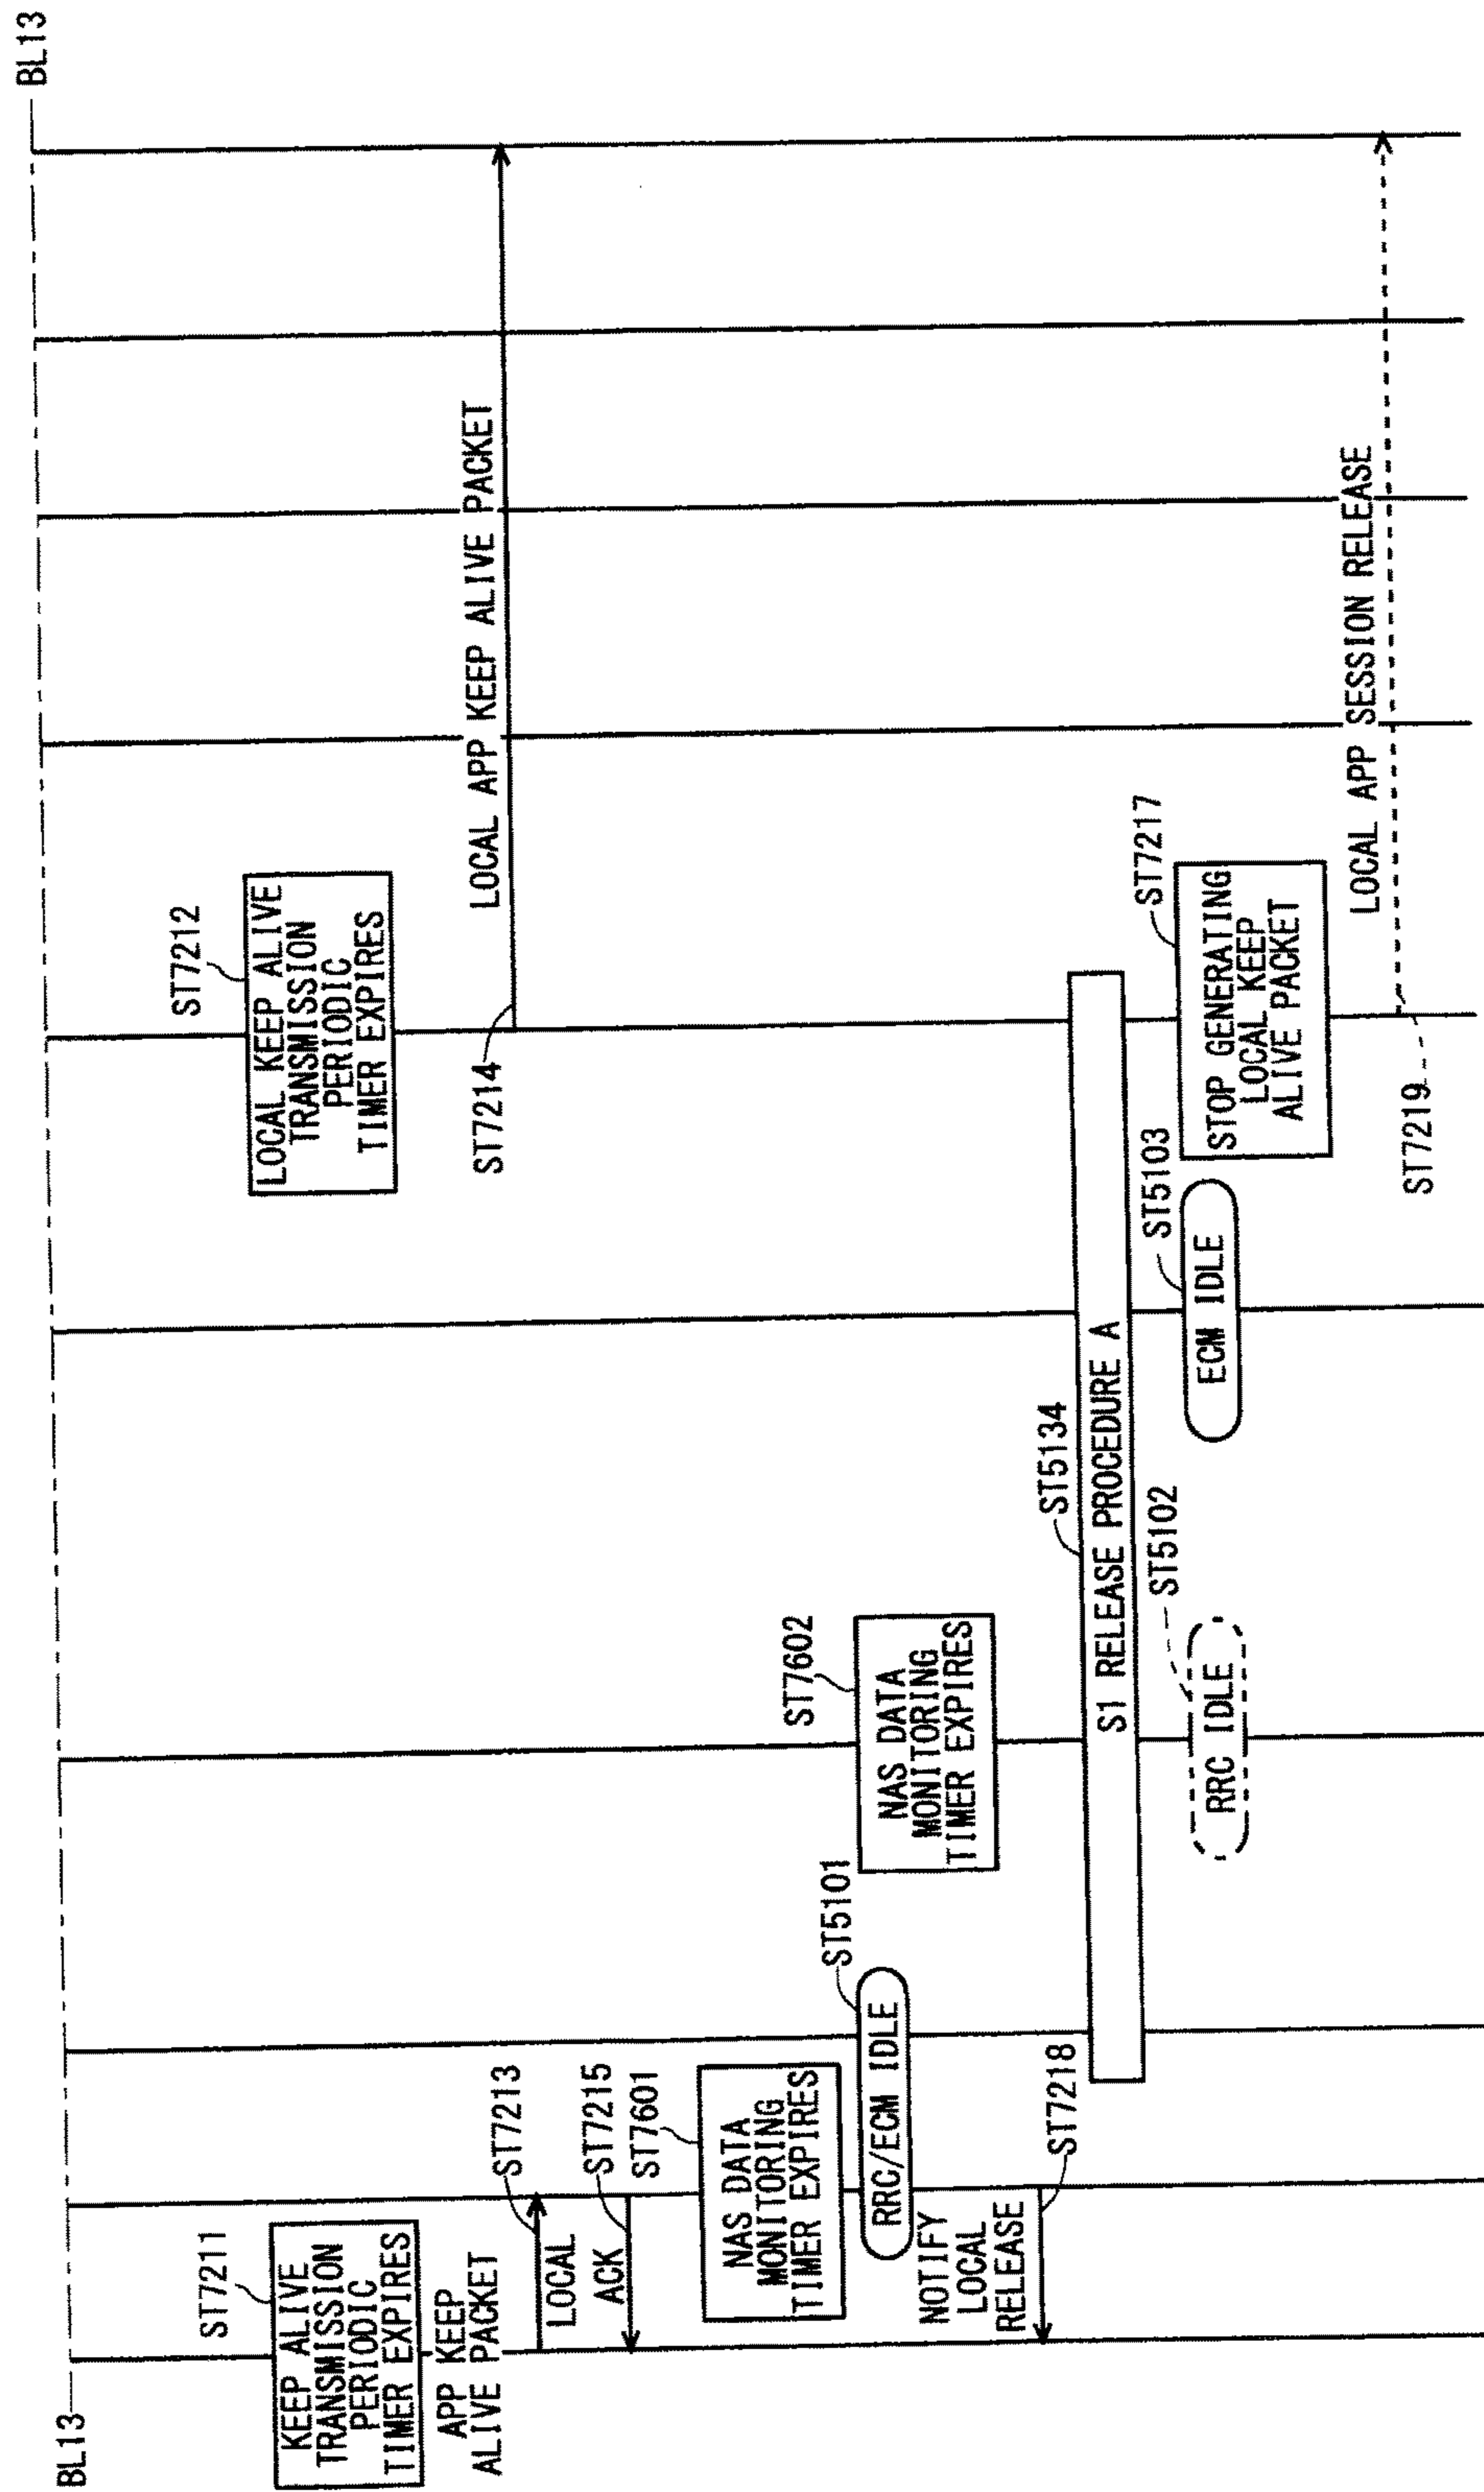 BL13
BL13
ST7211
KEEP ALIVE
TRANSMISSION
PERIODIC
TIMER EXPIRES
ST7212
LOCAL KEEP ALIVE
TRANSMISSION
PERIODIC
TIMER EXPIRES
APP KEEP
ALIVE PACKET
ST7213
ST7214
LOCAL APP KEEP ALIVE PACKET
LOCAL
ACK
ST7215
ST7601
NAS DATA
MONITORING
TIMER EXPIRES
ST7602
NAS DATA
MONITORING
TIMER EXPIRES
ST5101
RRC/ECM IDLE
NOTIFY
LOCAL
RELEASE
ST7218
ST5134
S1 RELEASE PROCEDURE A
ST5102
RRC IDLE
ST5103
ECM IDLE
ST7217
STOP GENERATING
LOCAL KEEP
ALIVE PACKET
LOCAL APP SESSION RELEASE
ST7219